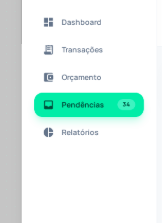 Dashboard
Transações
Orçamento
Pendências 34
Relatórios